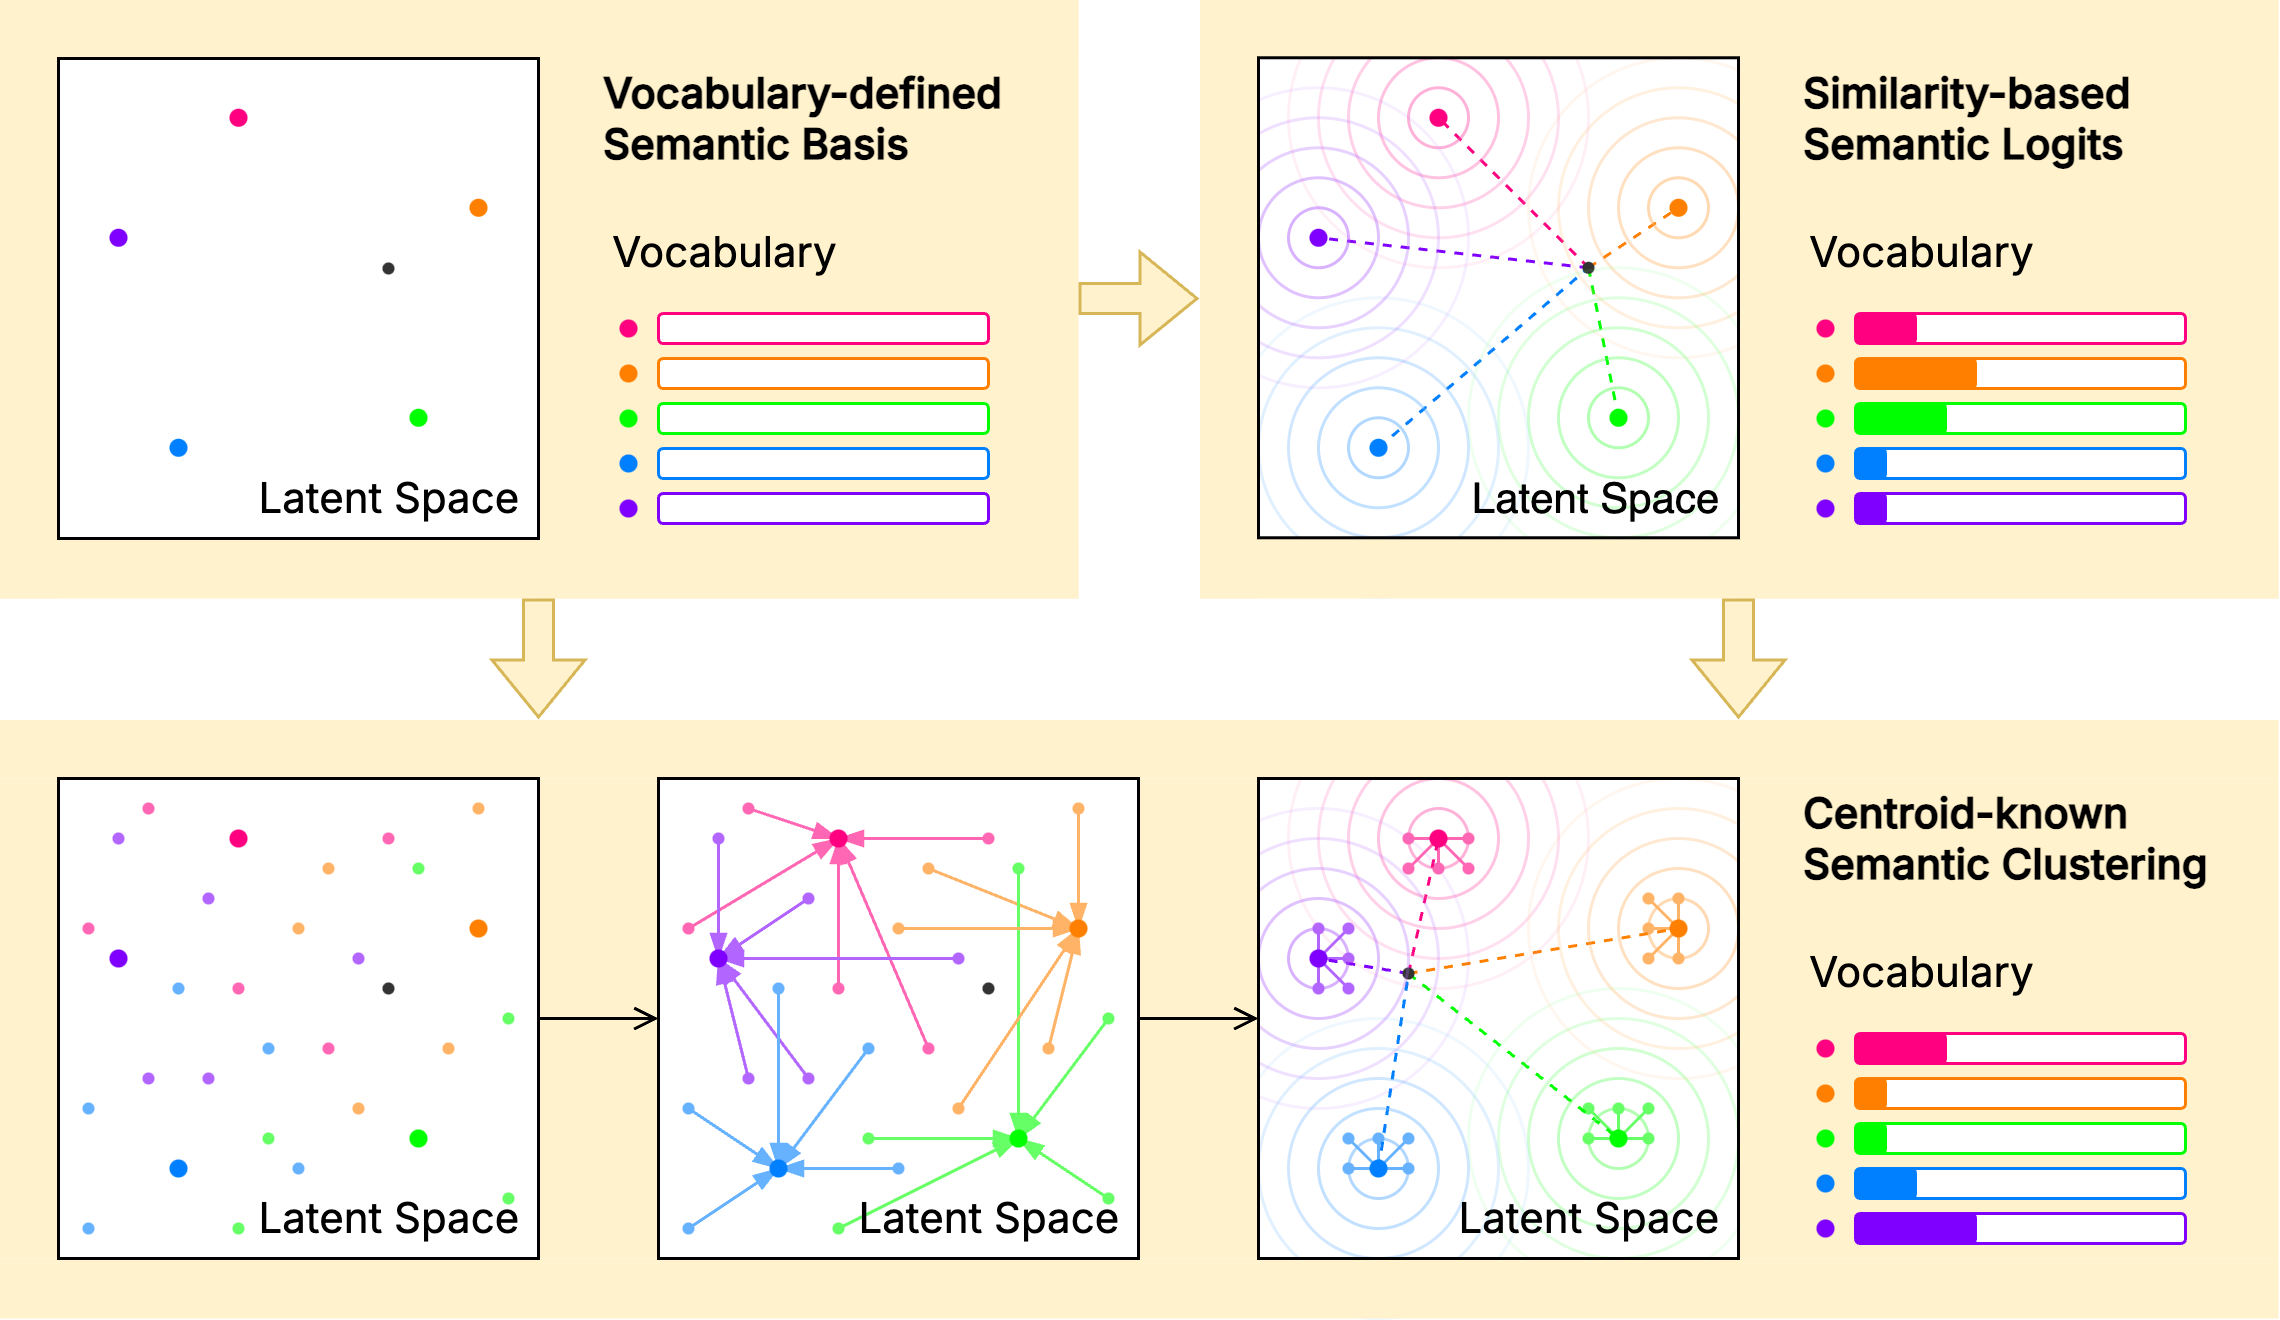 Vocabulary-defined
Semantic Basis
Vocabulary
Latent Space
Similarity-based
Semantic Logits
Vocabulary
Latent Space
Latent Space
Latent Space
Latent Space
Centroid-known
Semantic Clustering
Vocabulary